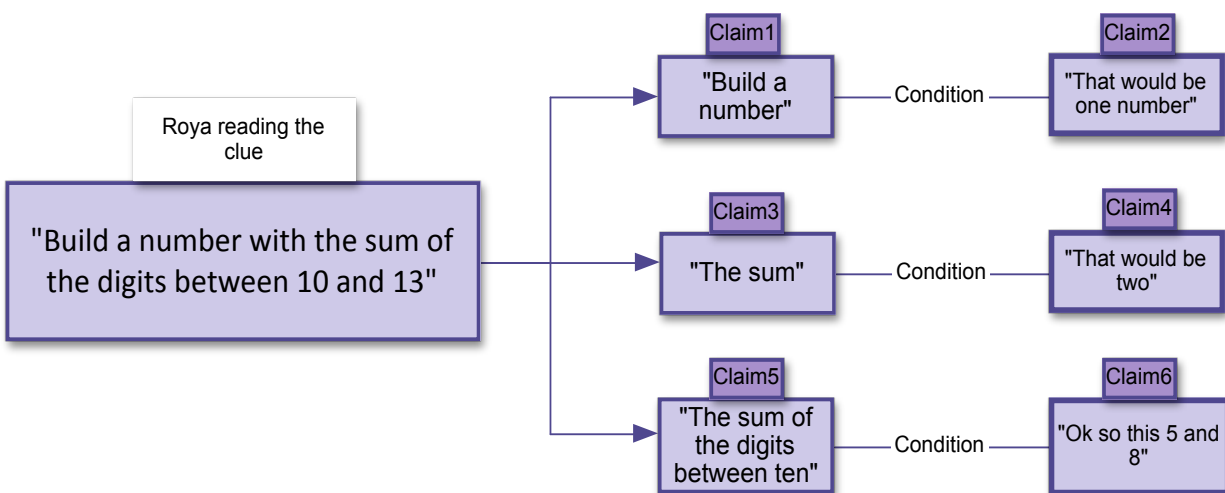 Roya reading the
clue
"Build a number with the sum of
the digits between 10 and 13"
Claim1
"Build a
number"
Condition
Claim2
"That would be
one number"
Claim3
"The sum"
Condition
Claim4
"That would be
two"
Claim5
"The sum of
the digits
between ten"
Condition
Claim6
"Ok so this 5 and
8"